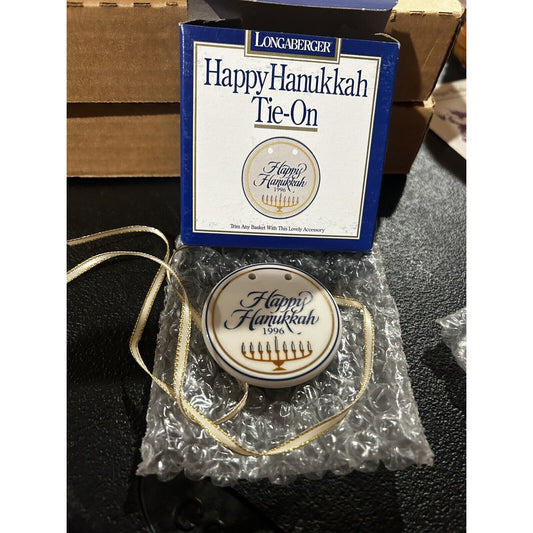 LONGABERGER®
Happy Hanukkah
Tie-On
Happy
Hanukkah
1996
Trim Any Basket With This Lovely Accessory
Happy
Hanukkah
1996